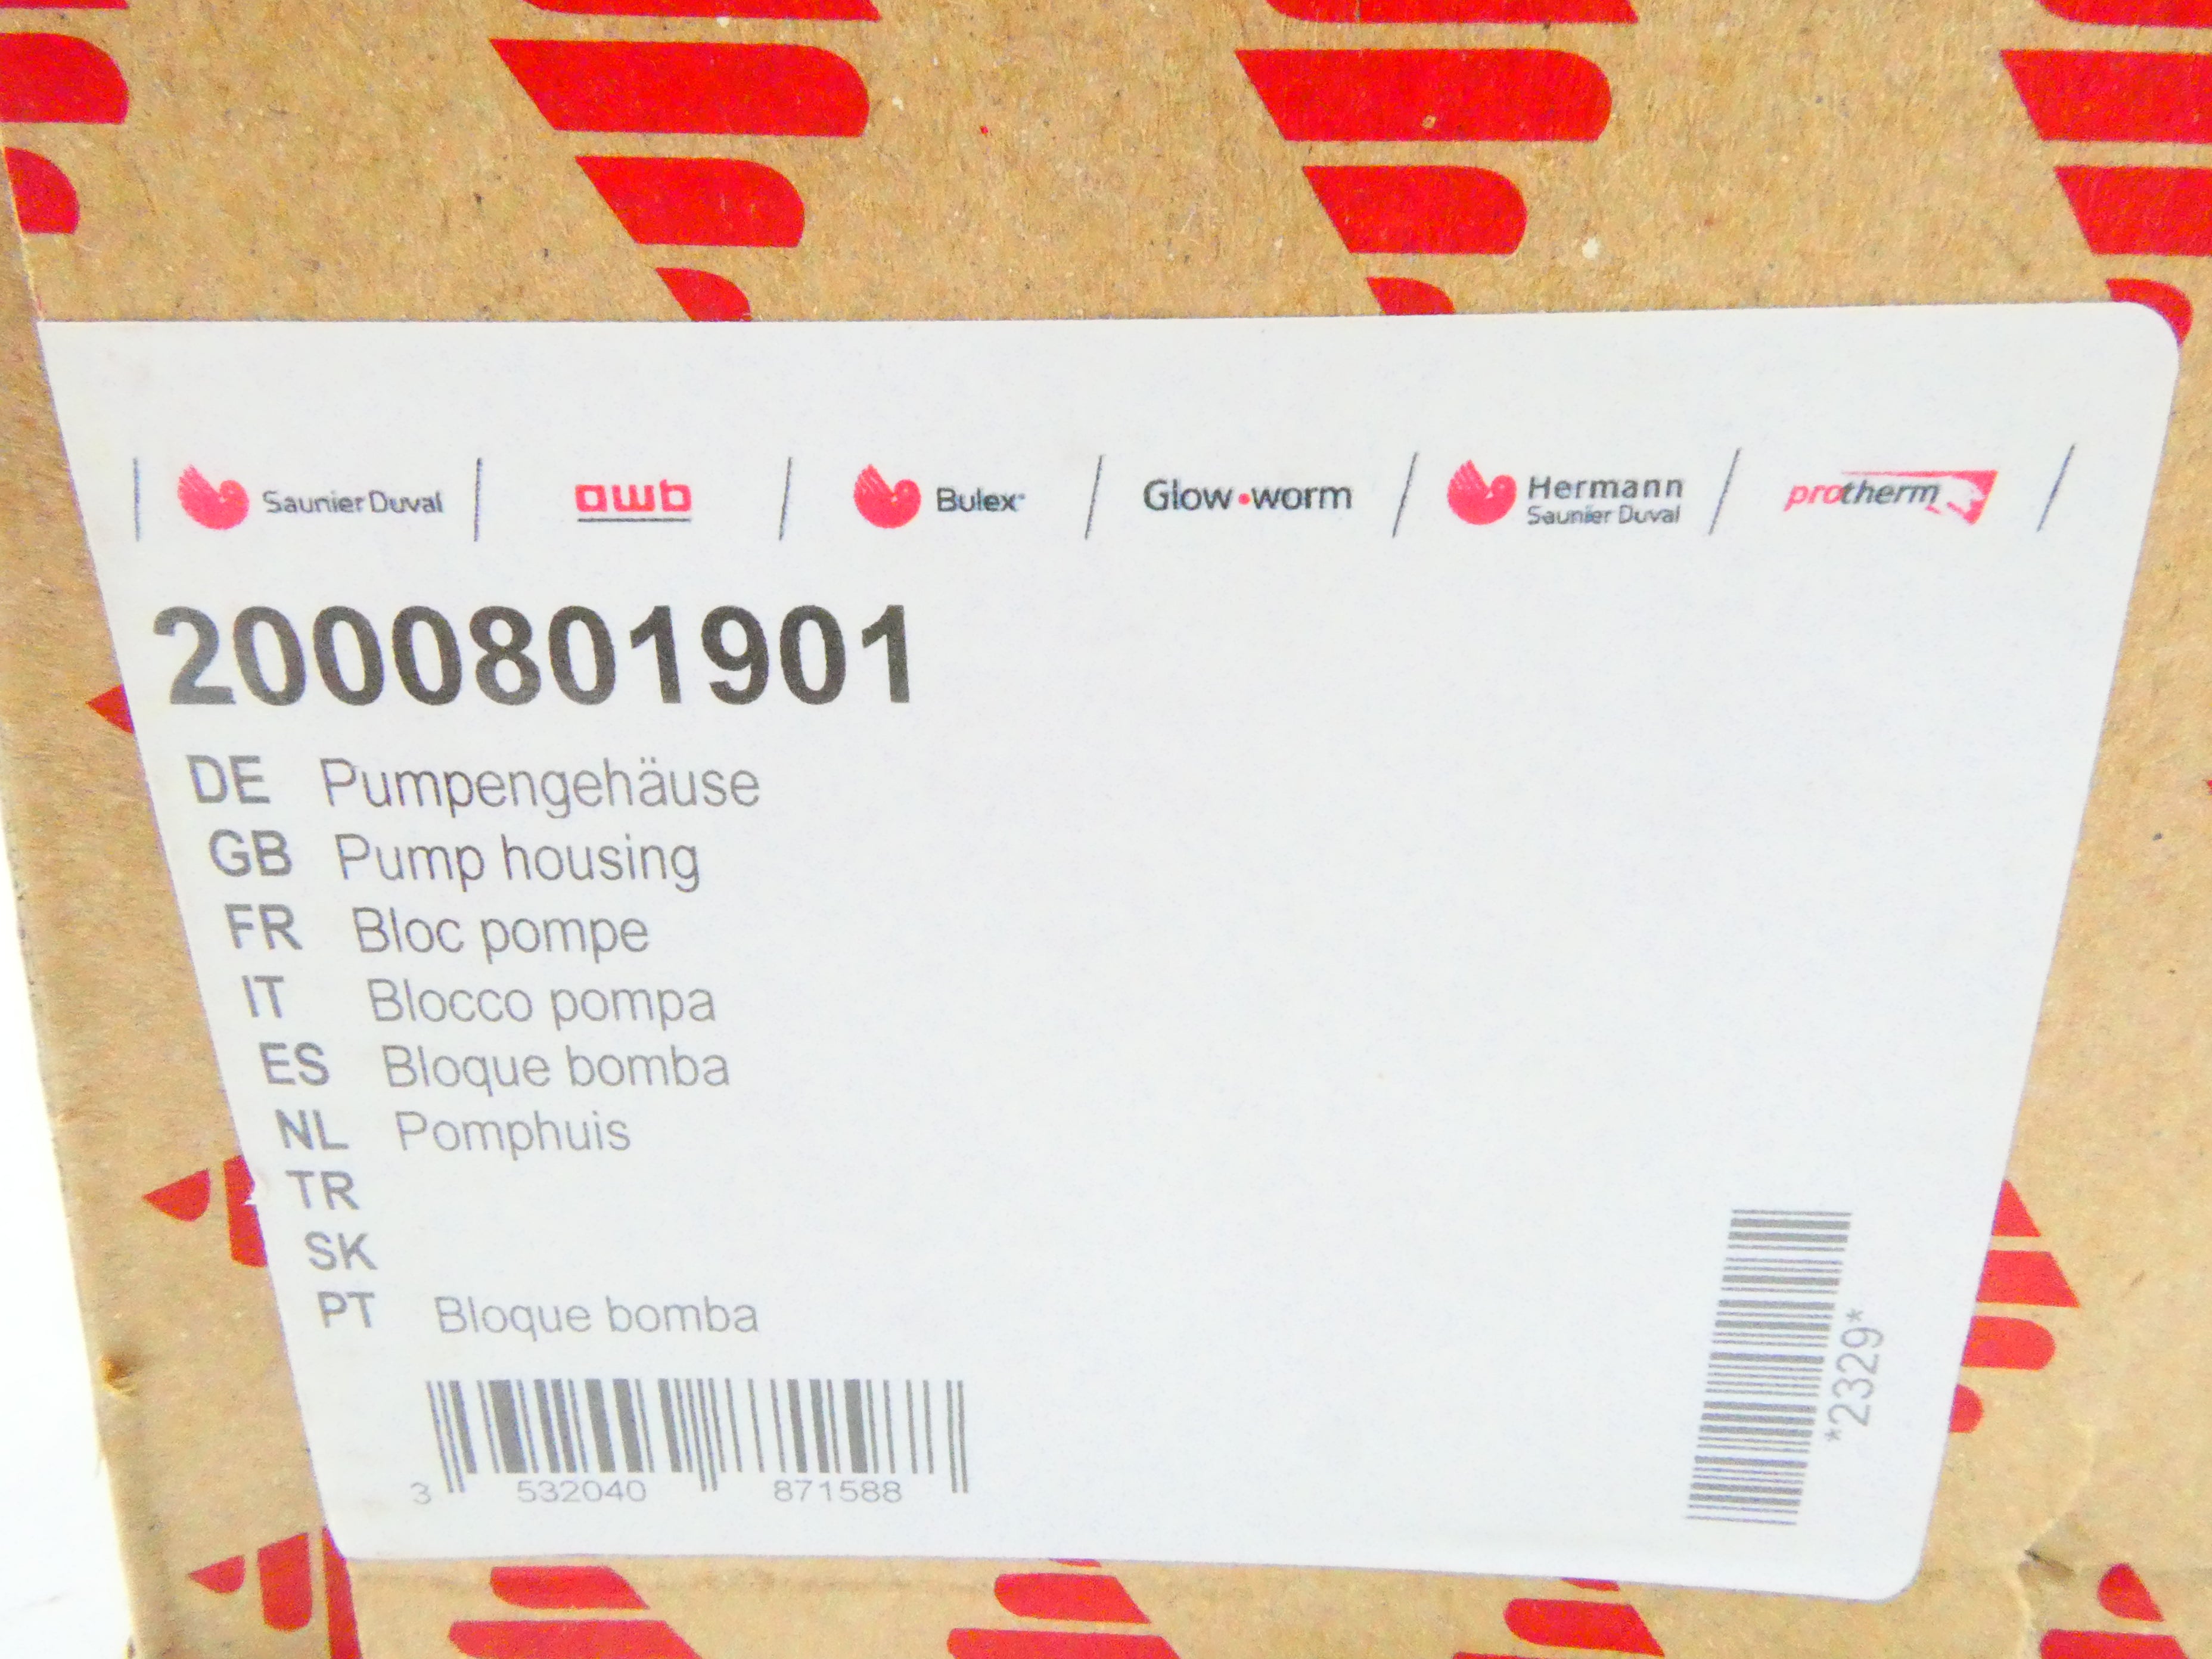 Saunier Duval awb Bulex Glow•worm Hermann Saunier Duval protherm
2000801901
DE Pumpengehäuse
GB Pump housing
FR Bloc pompe
IT Blocco pompa
ES Bloque bomba
NL Pomphuis
TR
SK
PT Bloque bomba
3 532040 871588
*2329*